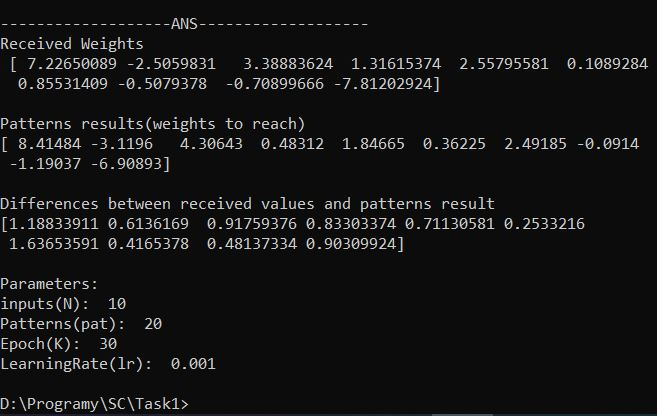 -------------------ANS-------------------
Received Weights
[ 7.22650089 -2.5059831   3.38883624  1.31615374  2.55795581  0.1089284
  0.85531409 -0.5079378  -0.70899666 -7.81202924]
Patterns results(weights to reach)
[ 8.41484 -3.1196   4.30643  0.48312  1.84665  0.36225  2.49185 -0.0914
 -1.19037 -6.90893]
Differences between received values and patterns result
[1.18833911 0.6136169  0.91759376 0.83303374 0.71130581 0.2533216
 1.63653591 0.4165378  0.48137334 0.90309924]
Parameters:
inputs(N):  10
Patterns(pat):  20
Epoch(K):  30
LearningRate(lr):  0.001
D:\Programy\SC\Task1>